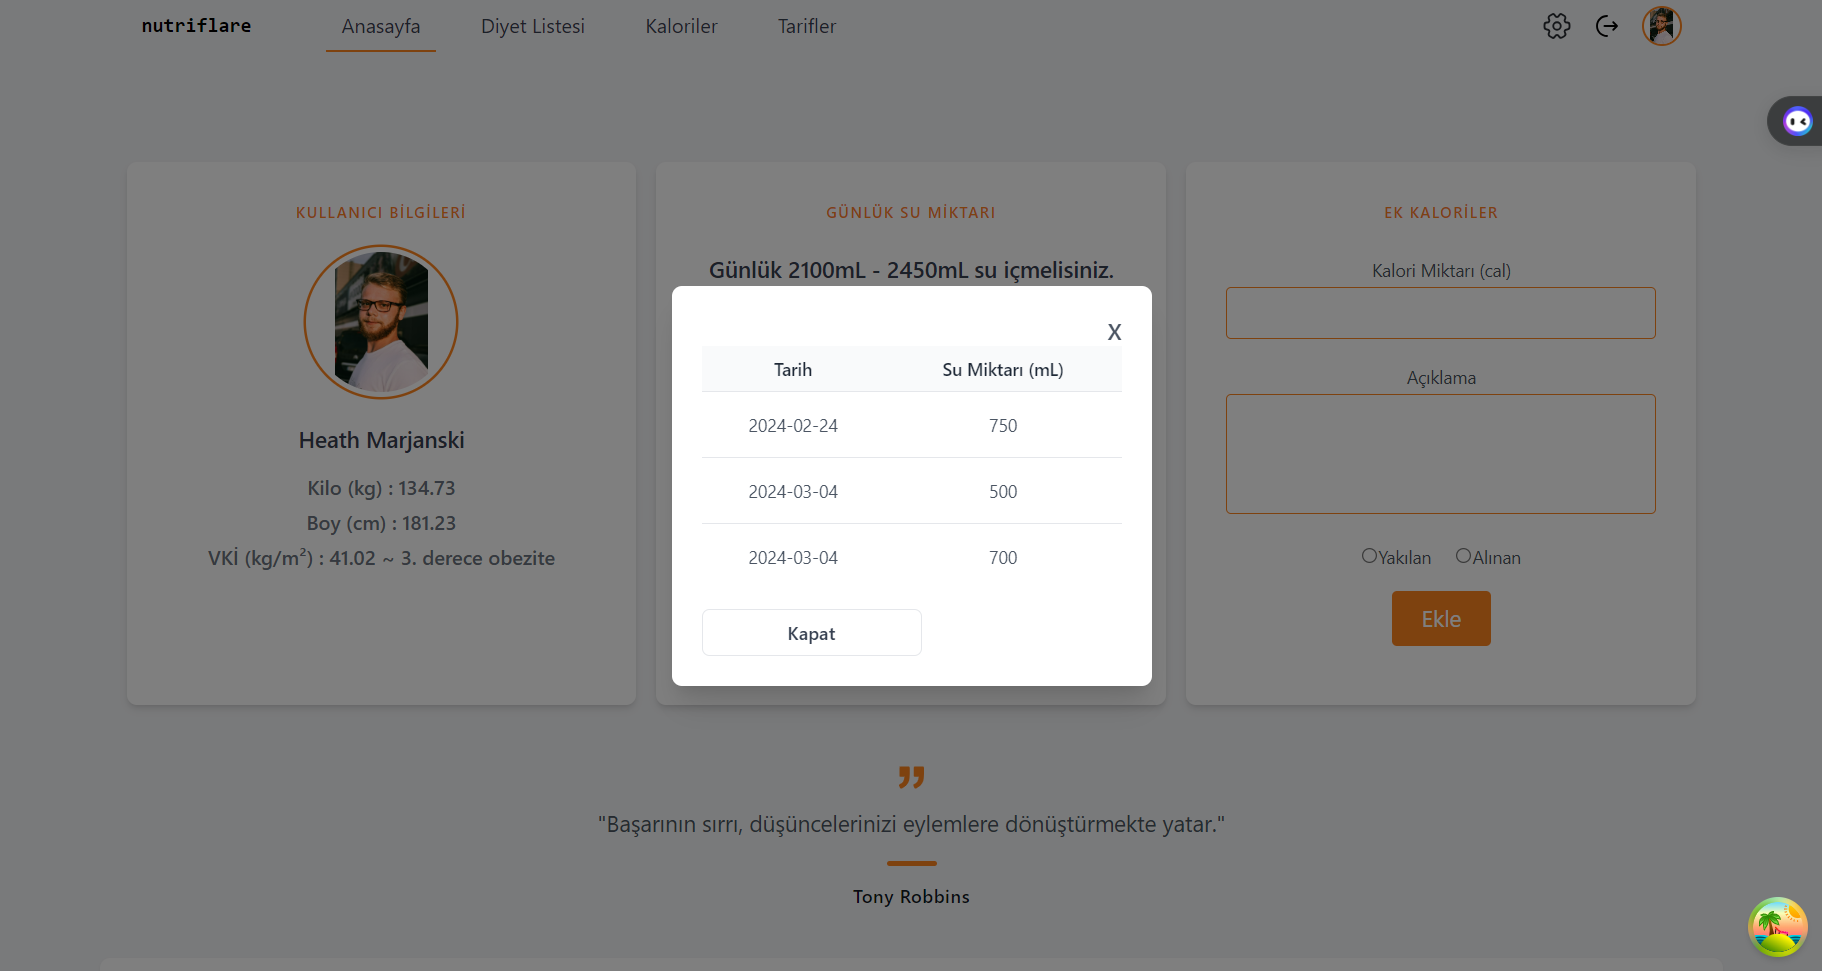 nutriflare
Anasayfa
Diyet Listesi
Kaloriler
Tarifler
KULLANICI BİLGİLERİ
Heath Marjanski
Kilo (kg) : 134.73
Boy (cm) : 181.23
VKİ (kg/m²) : 41.02 ~ 3. derece obezite
GÜNLÜK SU MİKTARI
Günlük 2100mL - 2450mL su içmelisiniz.
X
Tarih Su Miktarı (mL)
2024-02-24 750
2024-03-04 500
2024-03-04 700
Kapat
EK KALORİLER
Kalori Miktarı (cal)
Açıklama
Yakılan Alınan
Ekle
"Başarının sırrı, düşüncelerinizi eylemlere dönüştürmekte yatar."
Tony Robbins